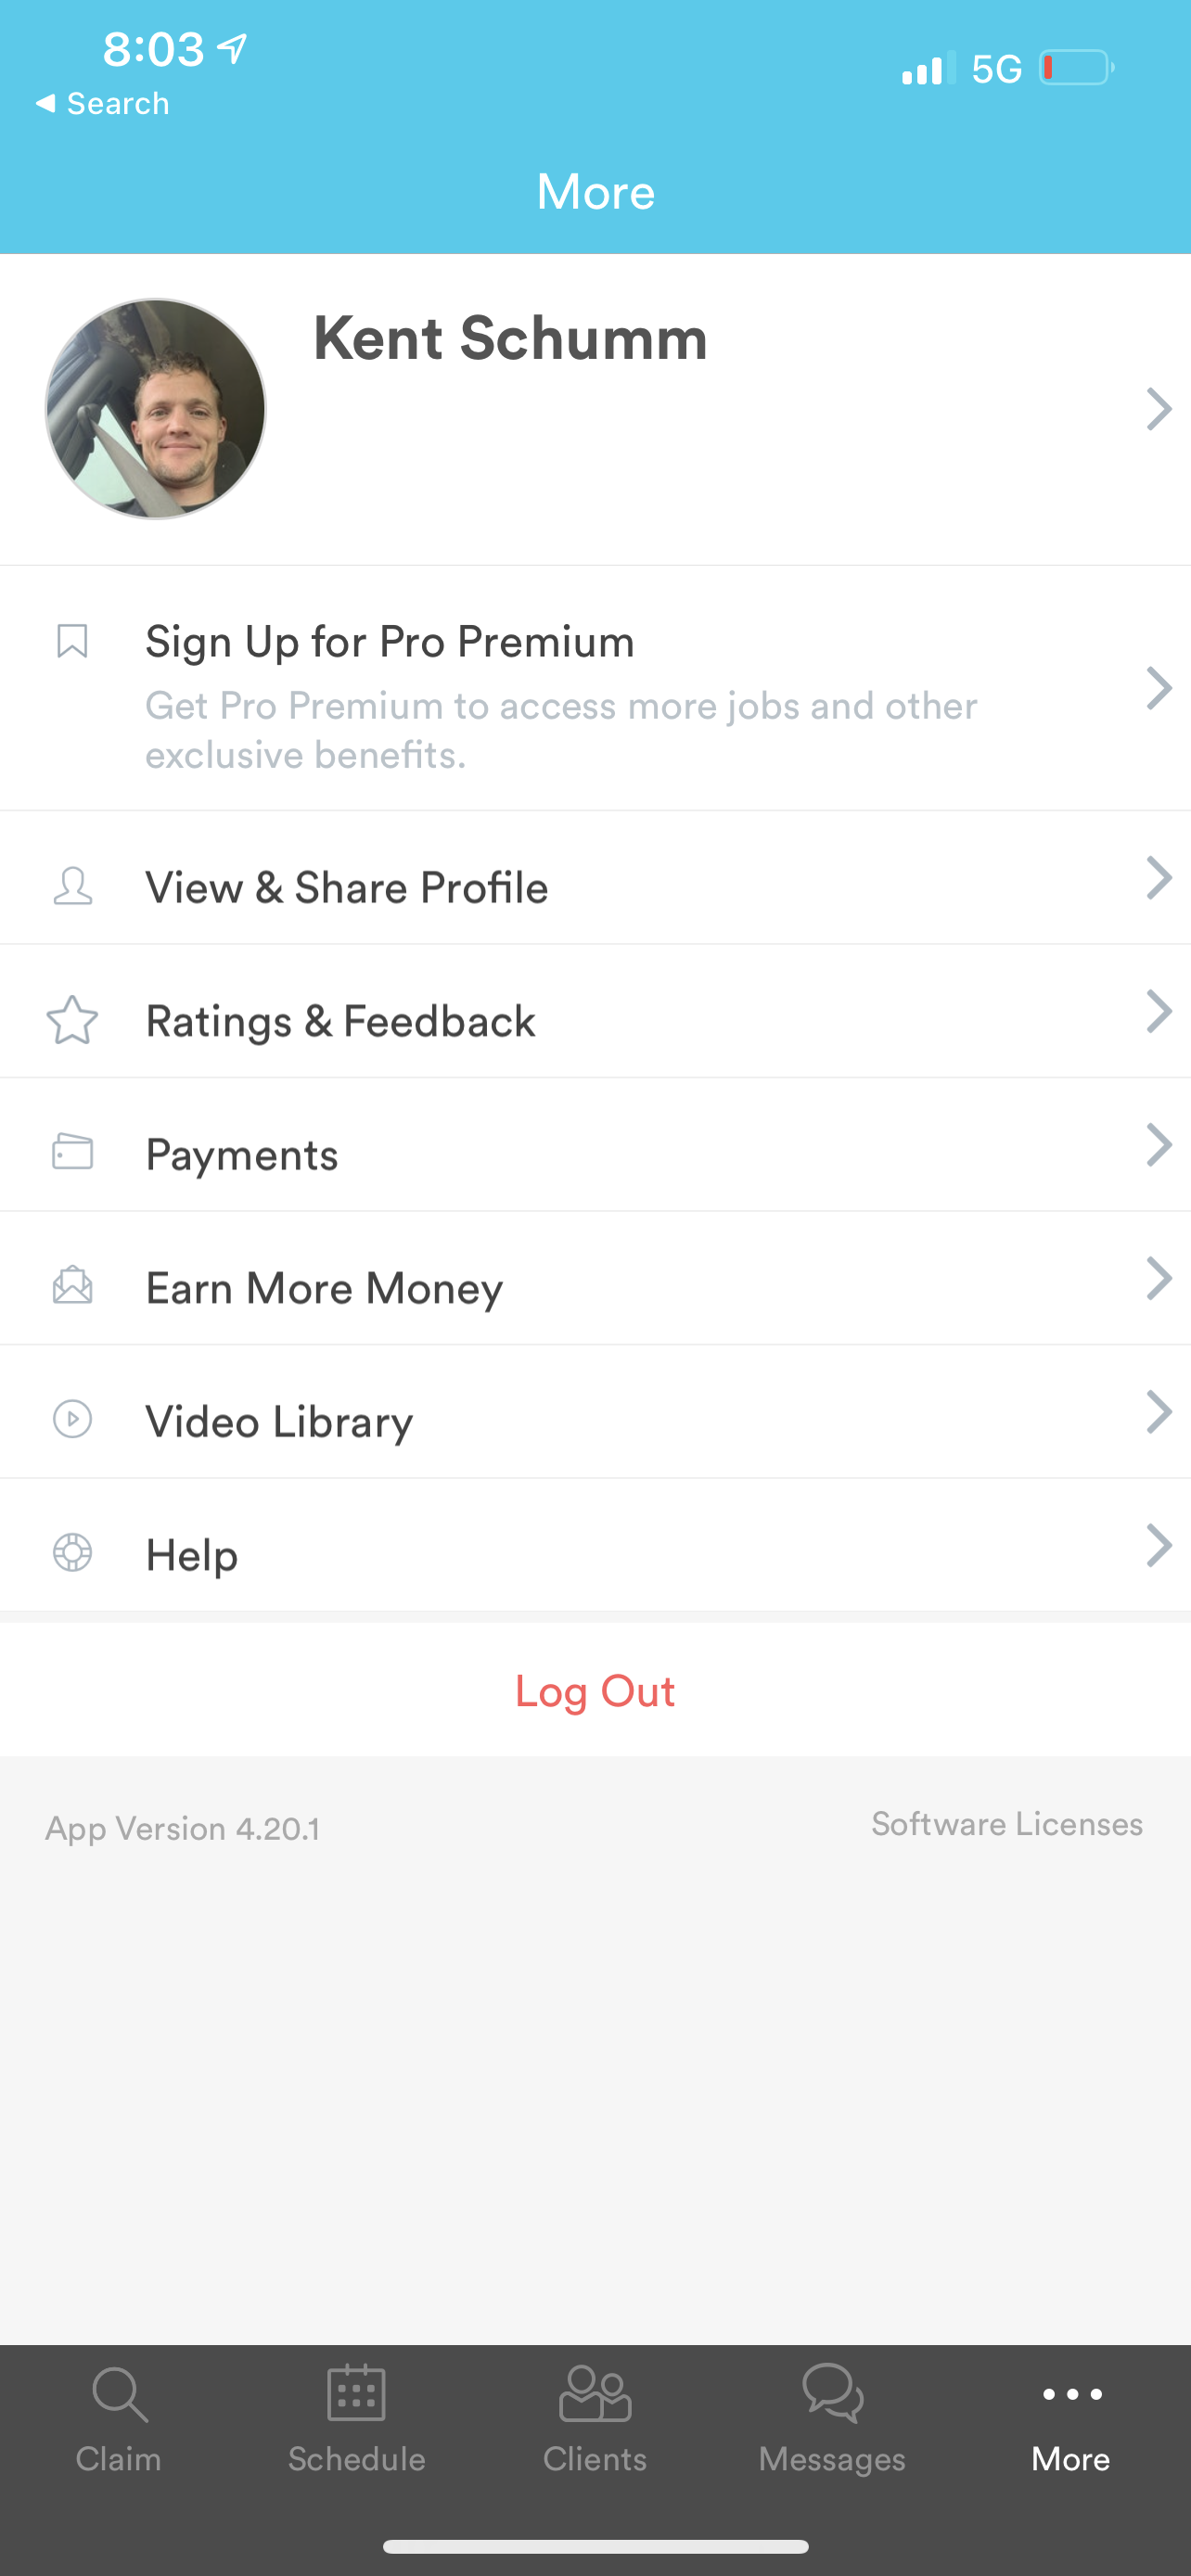 8:03
Search
5G
More
Kent Schumm
Sign Up for Pro Premium
Get Pro Premium to access more jobs and other
exclusive benefits.
View & Share Profile
Ratings & Feedback
Payments
Earn More Money
Video Library
Help
Log Out
App Version 4.20.1
Software Licenses
Claim
Schedule
Clients
Messages
More